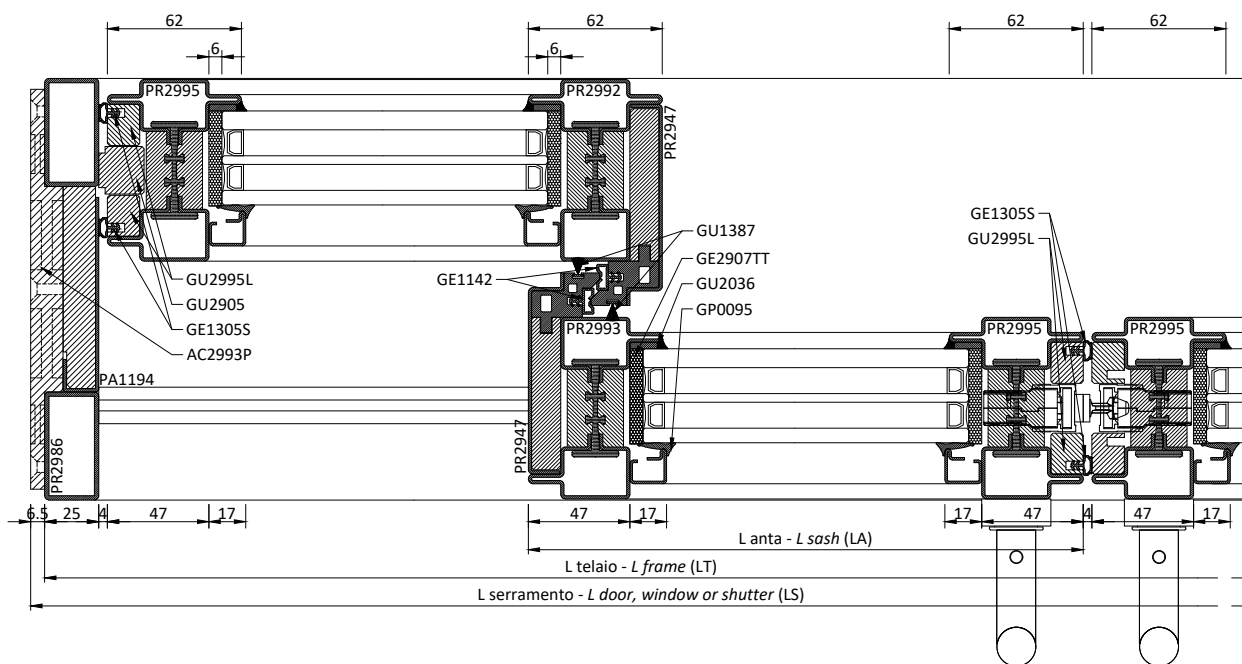 62 62 62 62
6 6
PR2995 PR2992
PR2947
GE1305S
GU2995L
GU1387
GE2907TT
GU2036
GP0095
GE1142
GU2995L
GU2905
GE1305S
AC2993P
PR2993 PR2995 PR2995
PA1194
PR2986
PR2947
6.5 25 4 47 17 47 17 17 47 4 47 17
L anta - L sash (LA)
L telaio - L frame (LT)
L serramento - L door, window or shutter (LS)